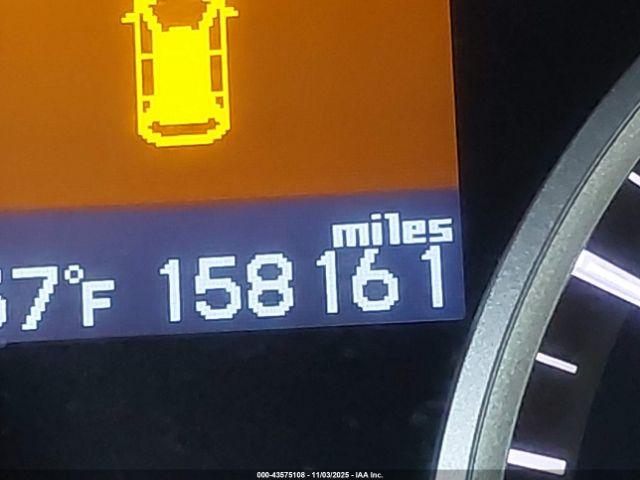 miles
7°F 158161
000-43575108 - 11/03/2025 - IAA Inc.